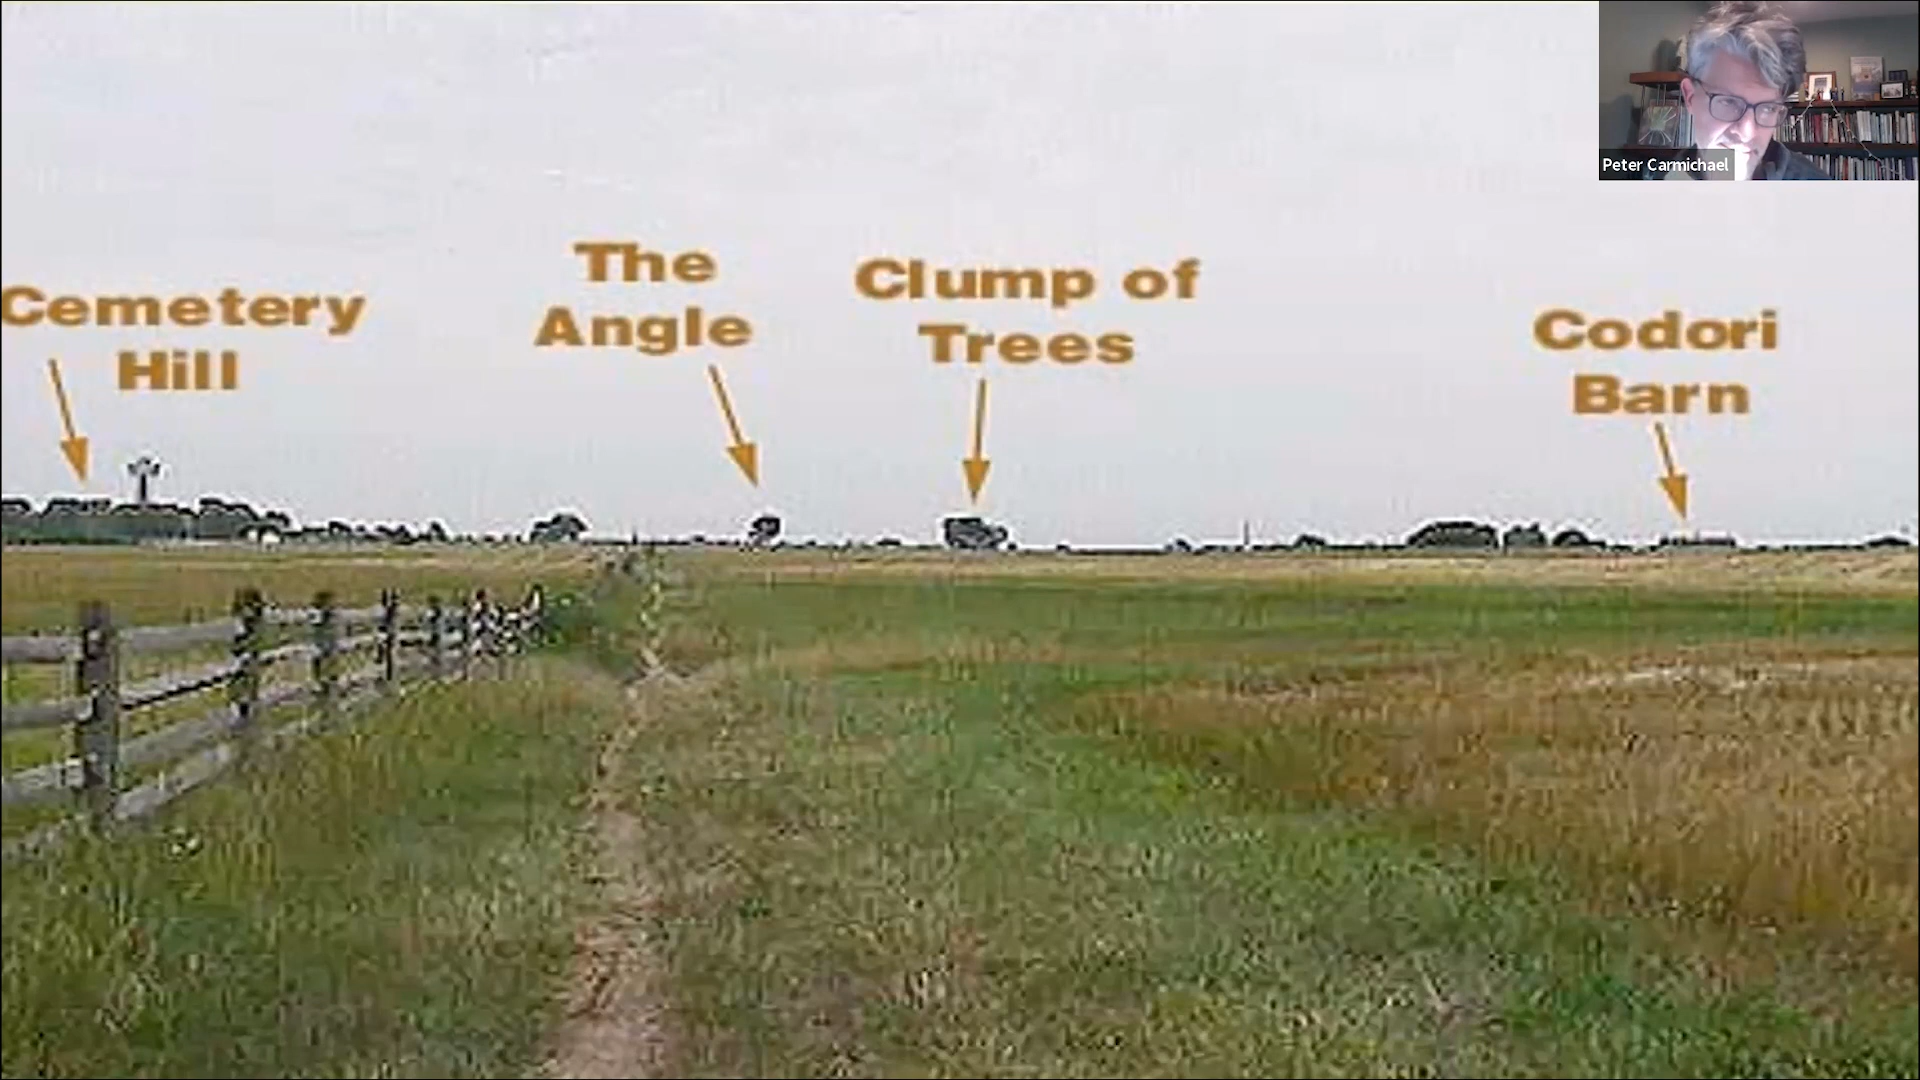 Peter Carmichael
Cemetery
Hill
The
Angle
Clump of
Trees
Codori
Barn